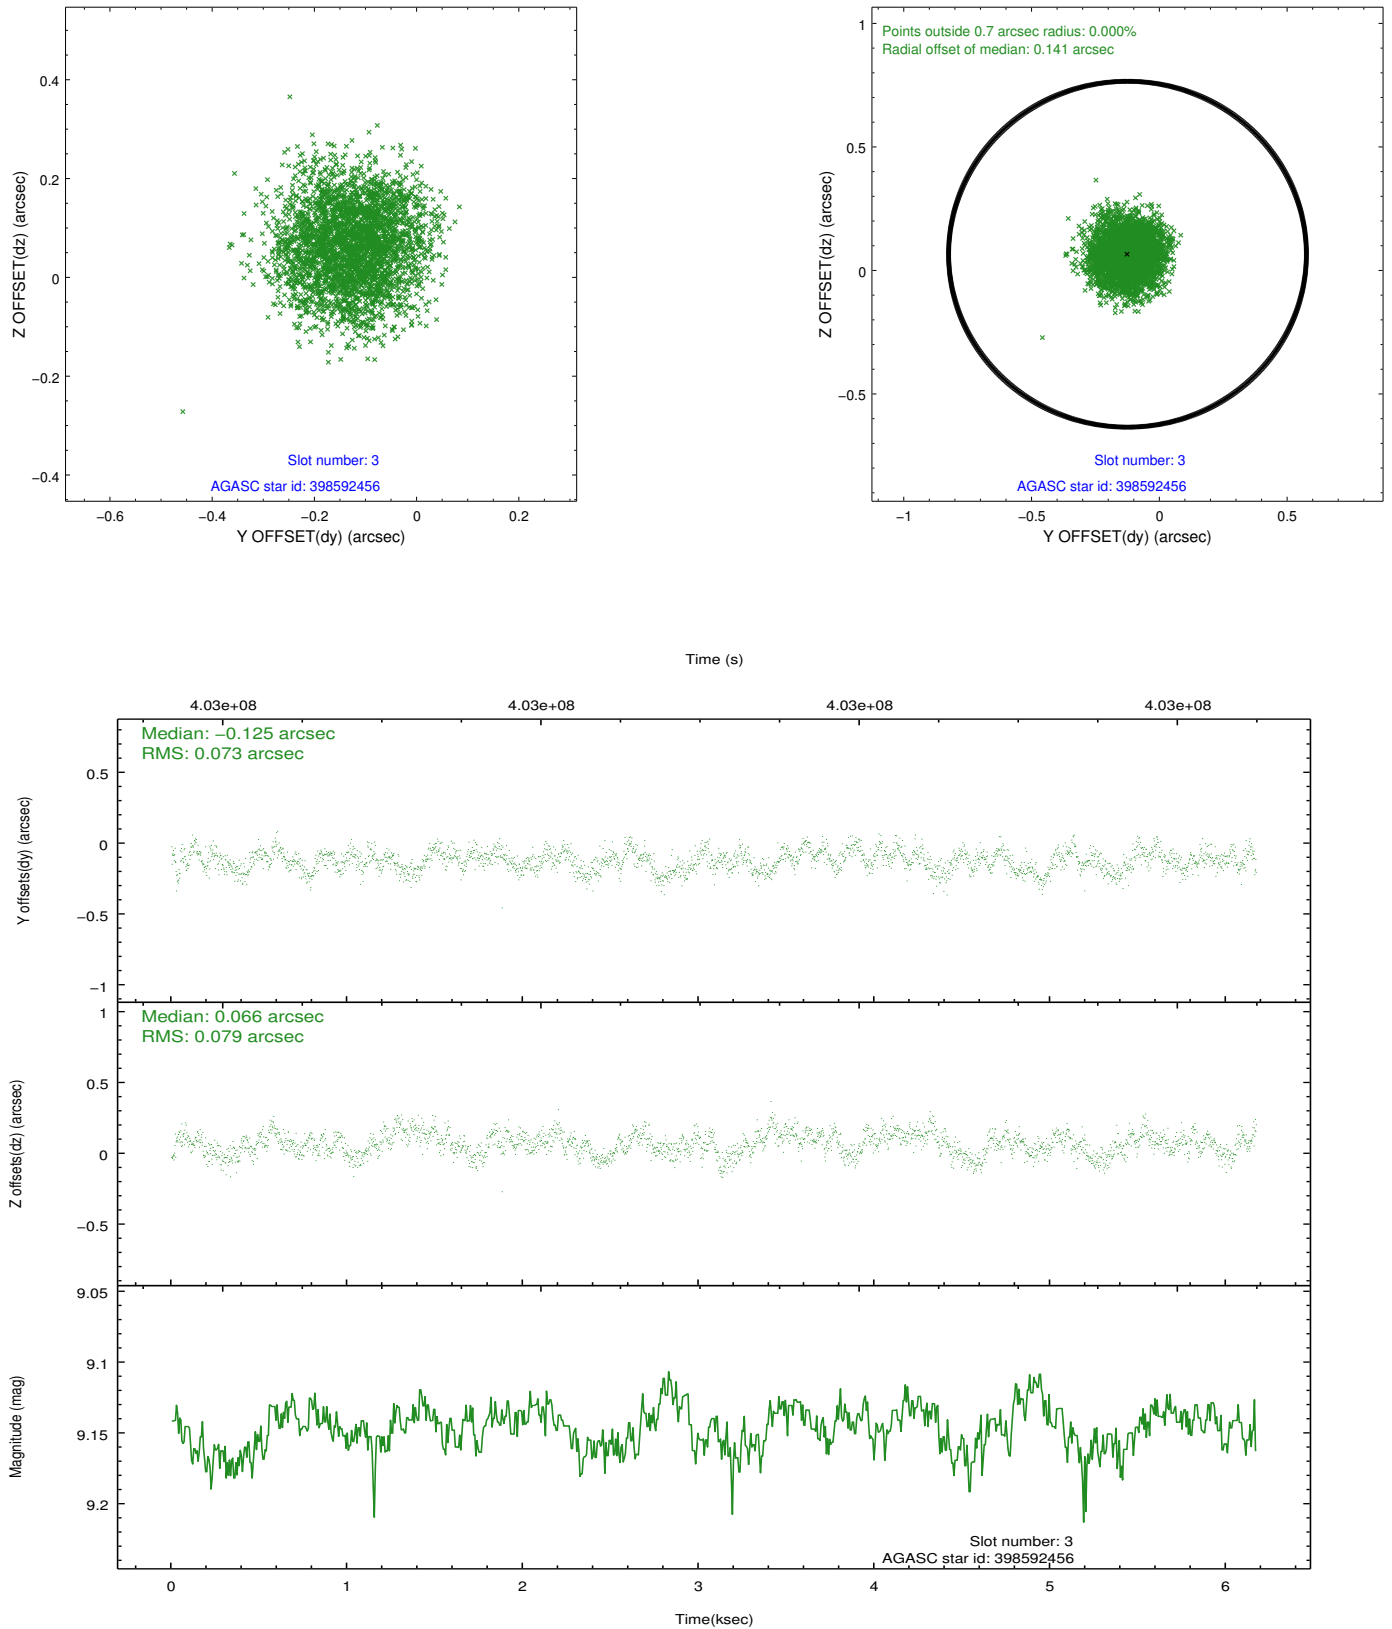 0.4
0.2
0
−0.2
−0.4
Z OFFSET(dz) (arcsec)
Slot number: 3
AGASC star id: 398592456
−0.6
−0.4
−0.2
0
0.2
Y OFFSET(dy) (arcsec)
Points outside 0.7 arcsec radius: 0.000%
Radial offset of median: 0.141 arcsec
1
0.5
0
−0.5
Z OFFSET(dz) (arcsec)
Slot number: 3
AGASC star id: 398592456
−1
−0.5
0
0.5
Y OFFSET(dy) (arcsec)
Time (s)
4.03e+08
4.03e+08
4.03e+08
4.03e+08
Median: −0.125 arcsec
RMS: 0.073 arcsec
0.5
0
−0.5
−1
Y offsets(dy) (arcsec)
Median: 0.066 arcsec
RMS: 0.079 arcsec
1
0.5
0
−0.5
Z offsets(dz) (arcsec)
9.05
9.1
9.15
9.2
Magnitude (mag)
Slot number: 3
AGASC star id: 398592456
0
1
2
3
4
5
6
Time(ksec)